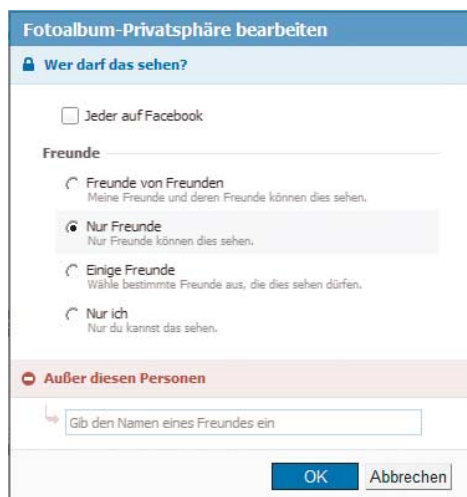 Fotoalbum-Privatsphäre bearbeiten
Wer darf das sehen?
Jeder auf Facebook
Freunde
Freunde von Freunden
Meine Freunde und deren Freunde können dies sehen.
Nur Freunde
Nur Freunde können dies sehen.
Einige Freunde
Wähle bestimmte Freunde aus, die dies sehen dürfen.
Nur ich
Nur du kannst das sehen.
Außer diesen Personen
Gib den Namen eines Freundes ein
OK Abbrechen